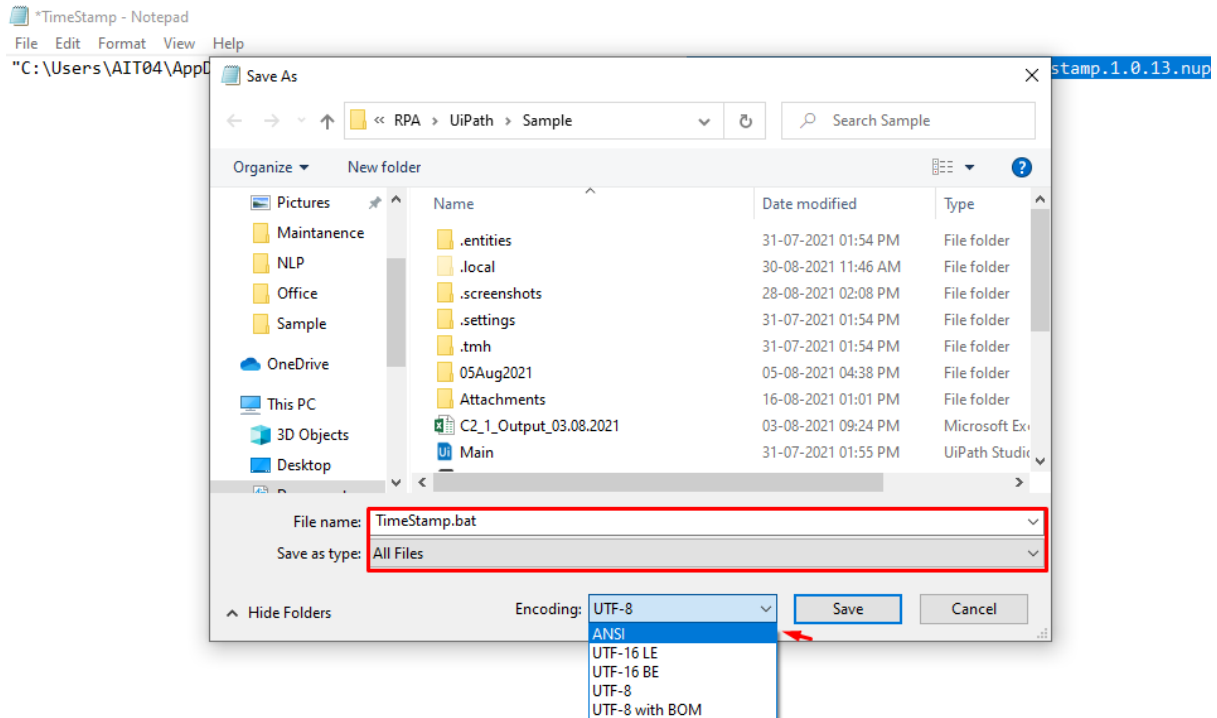 *TimeStamp - Notepad
File Edit Format View Help
"C:\Users\AIT04\AppD
stamp.1.0.13.nup
Save As
« RPA › UiPath › Sample
Search Sample
Organize
New folder
?
Pictures
Maintanence
NLP
Office
Sample
OneDrive
This PC
3D Objects
Desktop
Name Date modified Type
.entities 31-07-2021 01:54 PM File folder
.local 30-08-2021 11:46 AM File folder
.screenshots 28-08-2021 02:08 PM File folder
.settings 31-07-2021 01:54 PM File folder
.tmh 31-07-2021 01:54 PM File folder
05Aug2021 05-08-2021 04:38 PM File folder
Attachments 16-08-2021 01:01 PM File folder
C2_1_Output_03.08.2021 03-08-2021 09:24 PM Microsoft Ex
Ui Main 31-07-2021 01:55 PM UiPath Studi
File name: TimeStamp.bat
Save as type: All Files
Hide Folders
Encoding: UTF-8
Save
Cancel
ANSI
UTF-16 LE
UTF-16 BE
UTF-8
UTF-8 with BOM